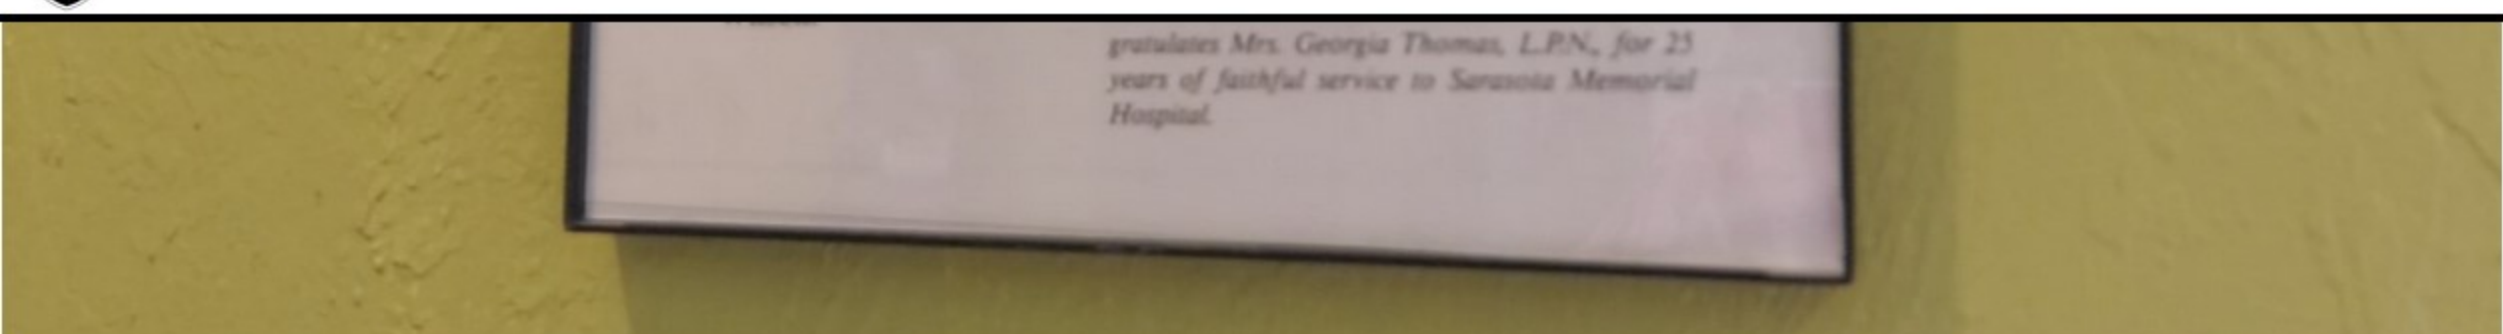 gratulates Mrs. Georgia Thomas, L.P.N., for 25
years of faithful service to Sarasota Memorial
Hospital.